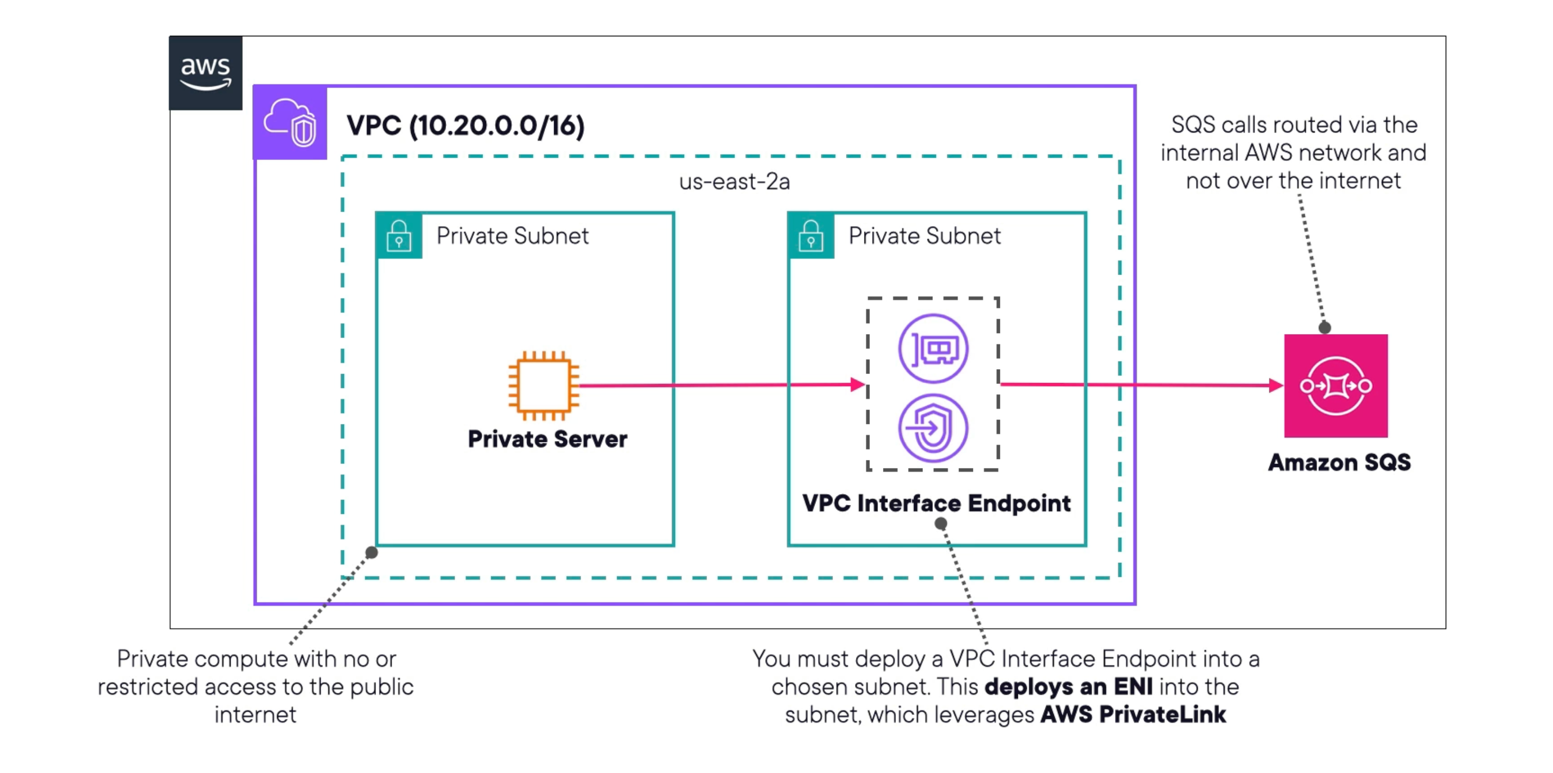 aws
VPC (10.20.0.0/16)
us-east-2a
Private Subnet
Private Subnet
Private Server
VPC Interface Endpoint
SQS calls routed via the
internal AWS network and
not over the internet
Amazon SQS
Private compute with no or
restricted access to the public
internet
You must deploy a VPC Interface Endpoint into a
chosen subnet. This deploys an ENI into the
subnet, which leverages AWS PrivateLink